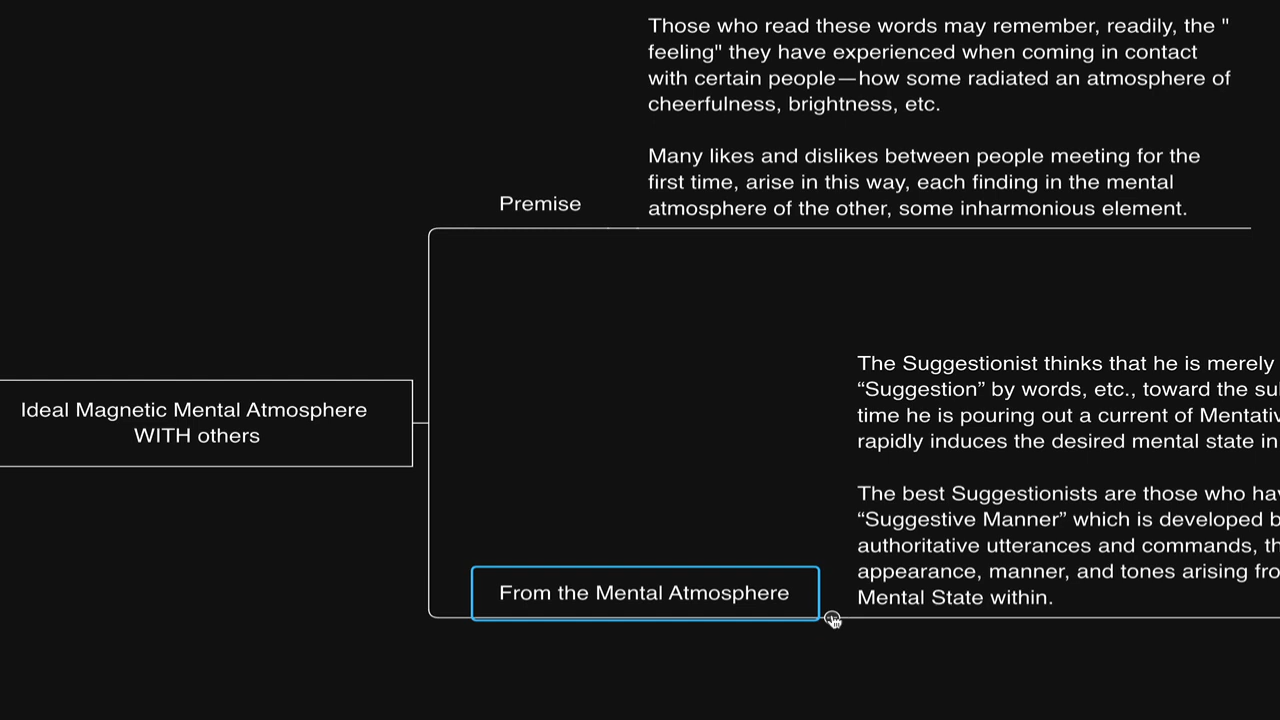 Those who read these words may remember, readily, the "
feeling" they have experienced when coming in contact
with certain people—how some radiated an atmosphere of
cheerfulness, brightness, etc.
Many likes and dislikes between people meeting for the
first time, arise in this way, each finding in the mental
atmosphere of the other, some inharmonious element.
Premise
Ideal Magnetic Mental Atmosphere
WITH others
The Suggestionist thinks that he is merely
“Suggestion” by words, etc., toward the
time he is pouring out a current of
rapidly induces the desired mental state in
The best Suggestionists are those who
“Suggestive Manner” which is developed
authoritative utterances and commands,
appearance, manner, and tones arising
Mental State within.
From the Mental Atmosphere